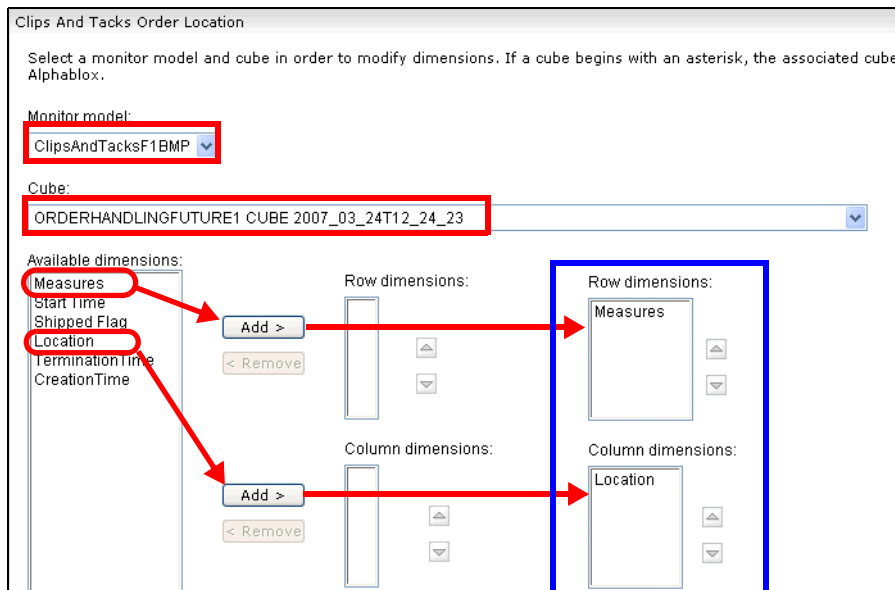 Clips And Tacks Order Location
Select a monitor model and cube in order to modify dimensions. If a cube begins with an asterisk, the associated cube
Alphablox.
Monitor model:
ClipsAndTacksF1BMP
Cube:
ORDERHANDLINGFUTURE1 CUBE 2007_03_24T12_24_23
Available dimensions:
Measures
Start Time
Shipped Flag
Location
TerminationTime
CreationTime
Add >
< Remove
Row dimensions:
Row dimensions:
Measures
Add >
< Remove
Column dimensions:
Column dimensions:
Location